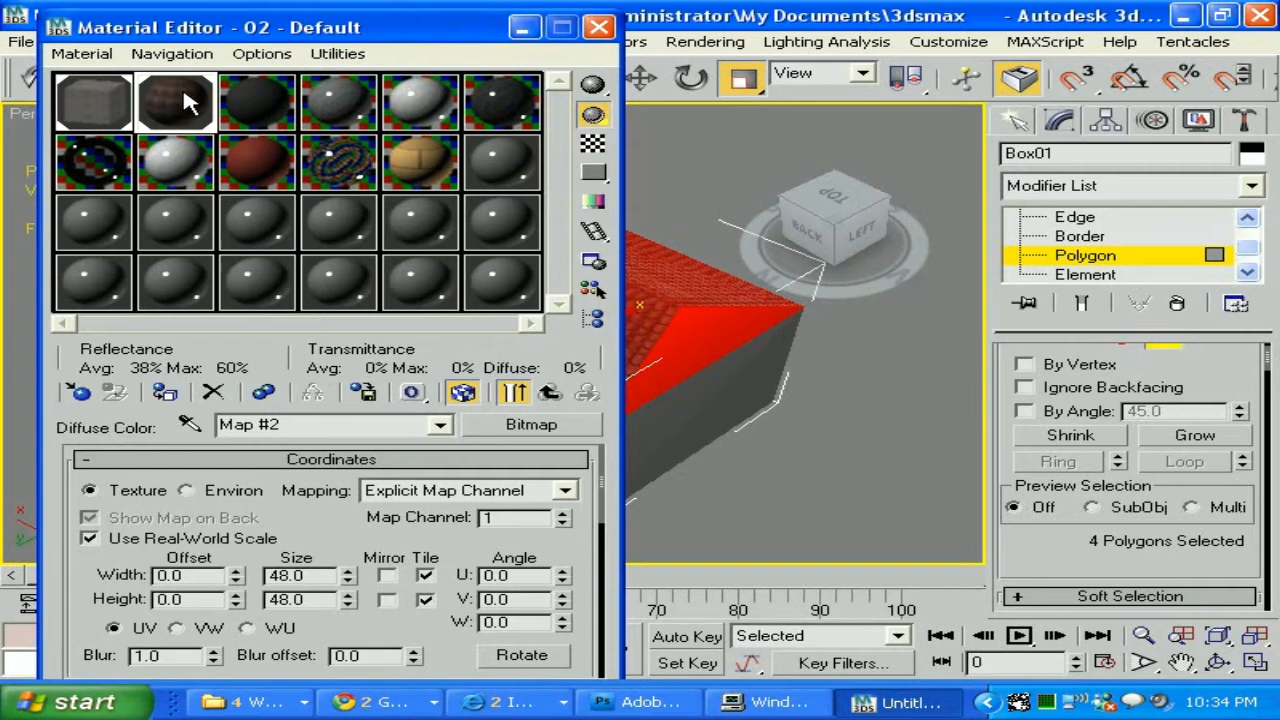 Material Editor - 02 - Default
ministrator\My Documents\3dsmax - Autodesk 3d...
Material Navigation Options Utilities
File
ors Rendering Lighting Analysis Customize MAXScript Help Tentacles
View
3
%
Per
Box01
Modifier List
Edge
Border
Polygon
Element
TOP
BACK LEFT
x
Reflectance Transmittance
Avg: 38% Max: 60% Avg: 0% Max: 0% Diffuse: 0%
Diffuse Color: Map #2 Bitmap
- Coordinates
Texture Environ Mapping: Explicit Map Channel
Show Map on Back Map Channel: 1
Use Real-World Scale
Offset Size Mirror Tile Angle
Width: 0.0 48.0 U: 0.0
Height: 0.0 48.0 V: 0.0
W: 0.0
UV VW WU
Blur: 1.0 Blur offset: 0.0 Rotate
By Vertex
Ignore Backfacing
By Angle: 45.0
Shrink Grow
Ring Loop
Preview Selection
Off SubObj Multi
4 Polygons Selected
+ Soft Selection
70 80 90 100
Auto Key Selected
Set Key Key Filters... 0
start 4 W... 2 G... 2 I... Adob... Wind... Untitl... 10:34 PM